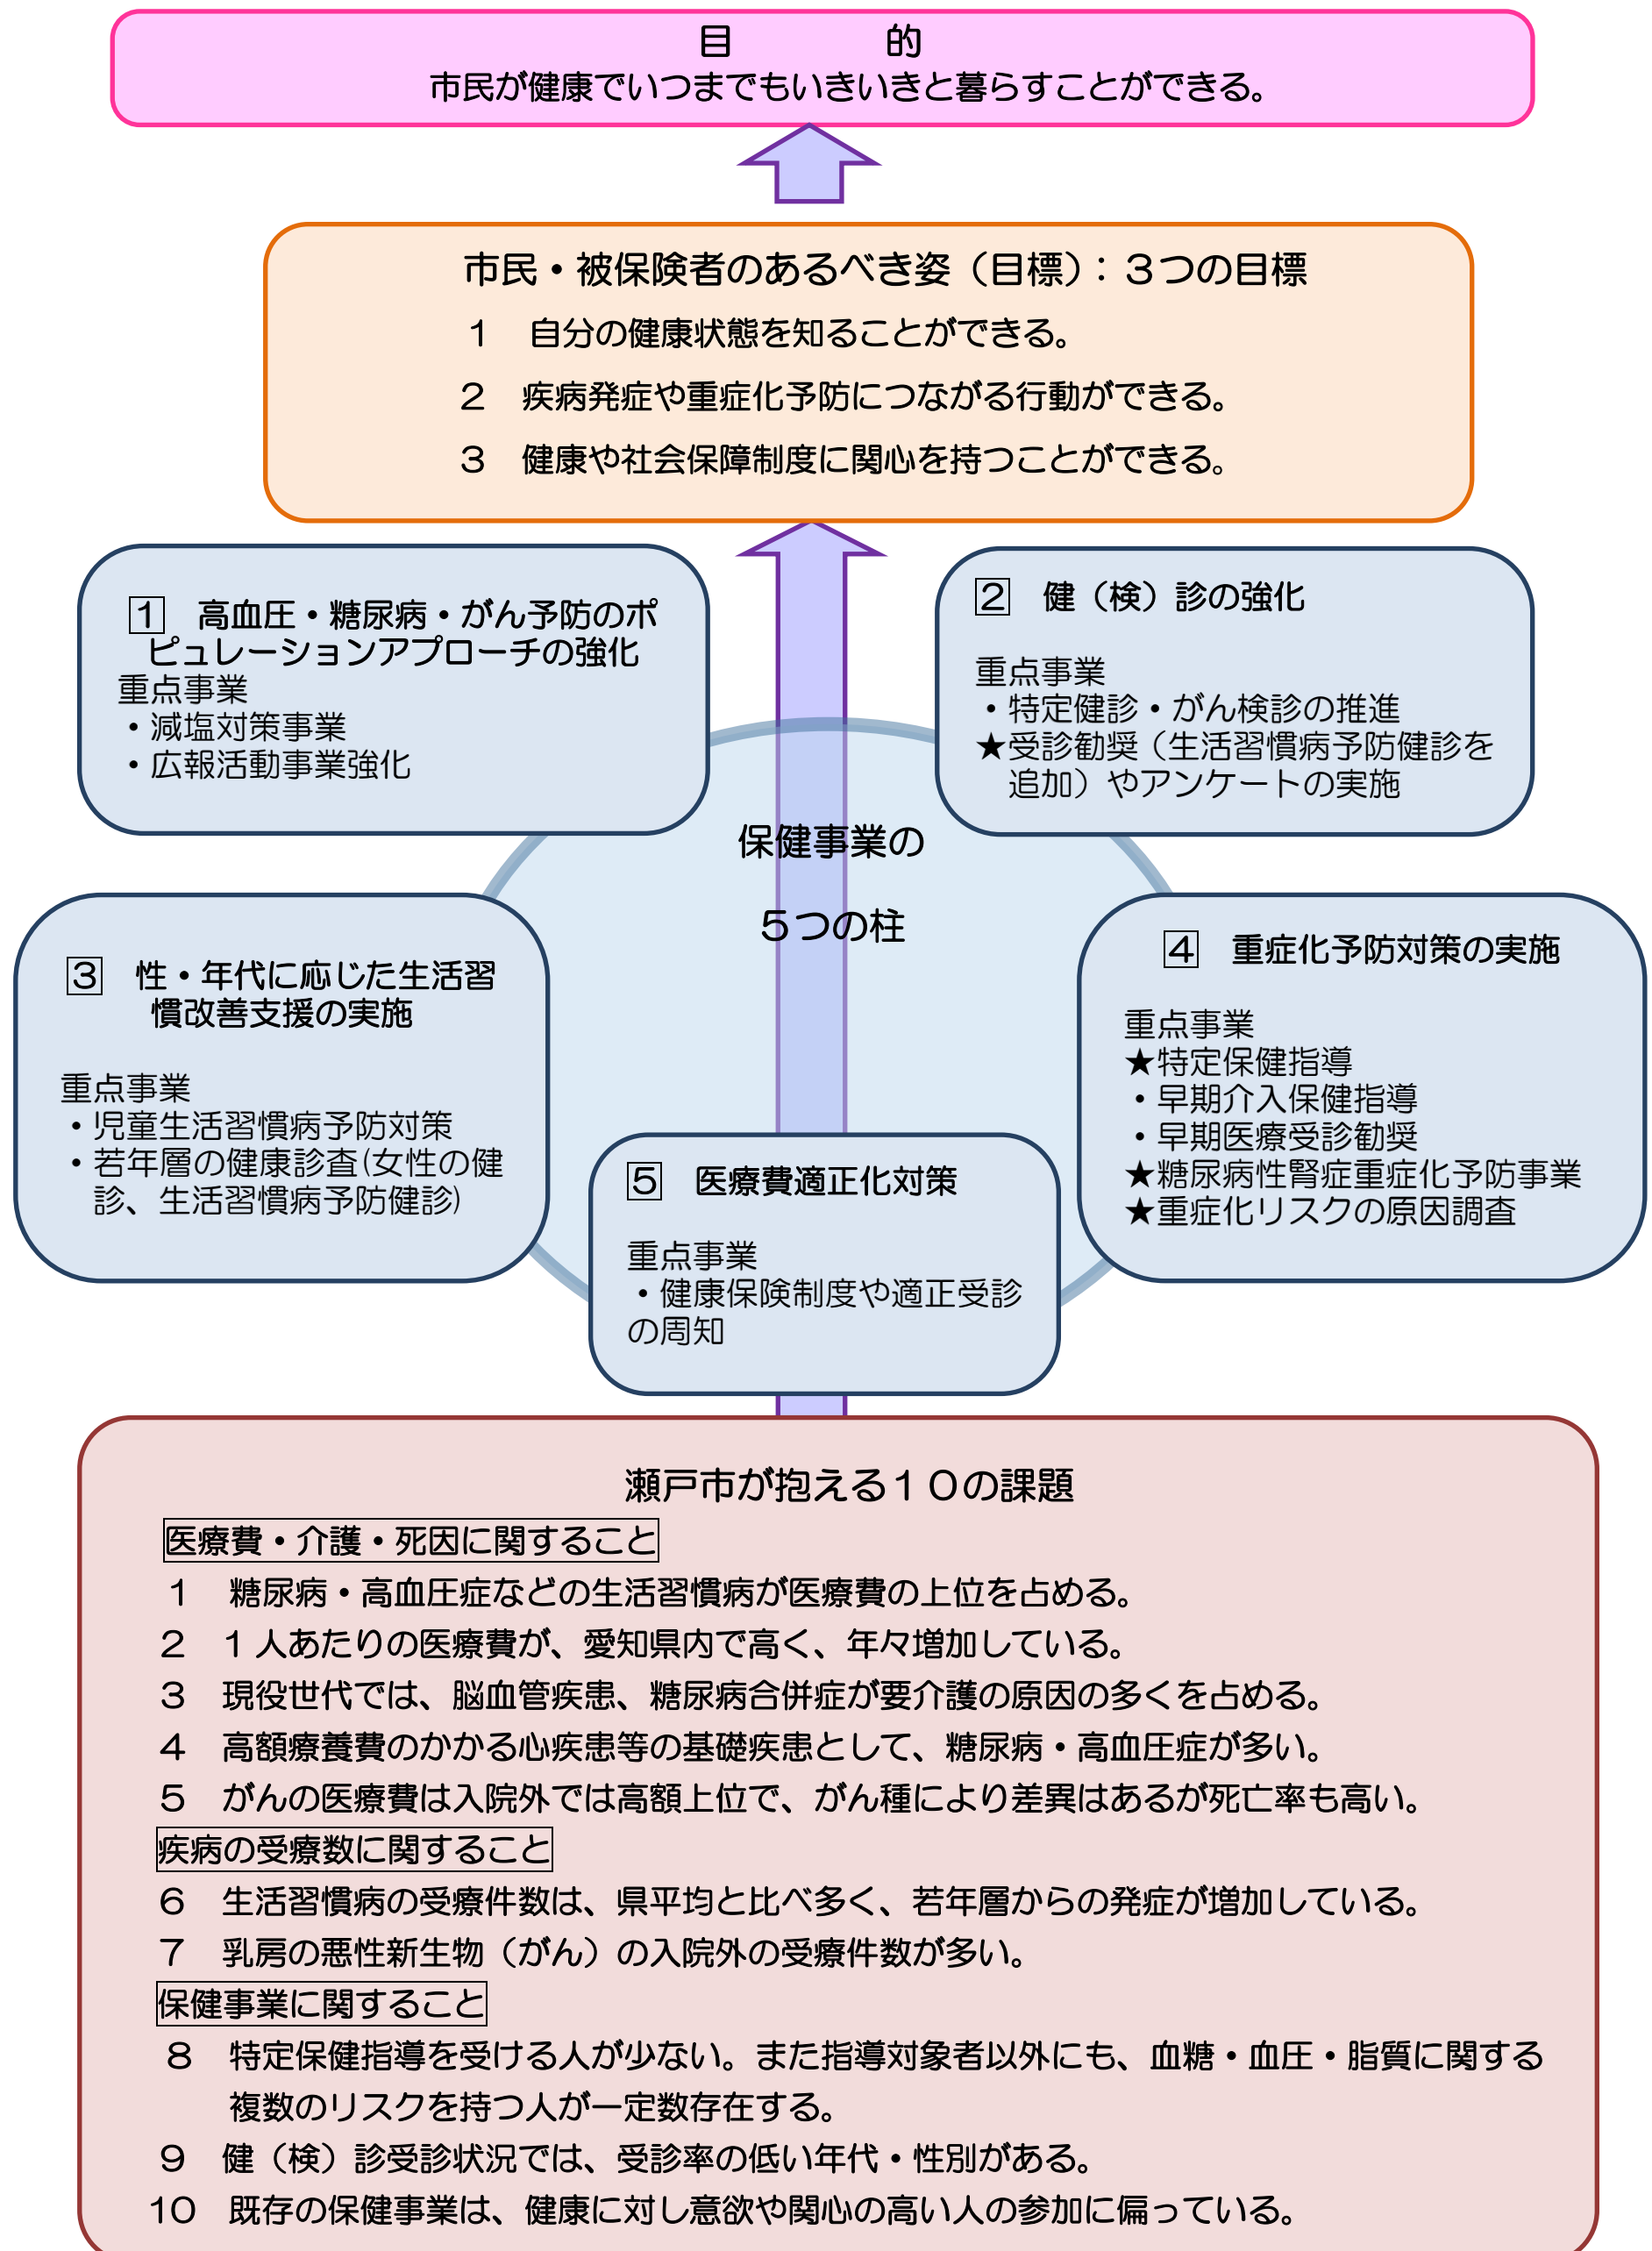 目　　　　的
市民が健康でいつまでもいきいきと暮らすことができる。
市民・被保険者のあるべき姿（目標）：３つの目標
１　自分の健康状態を知ることができる。
２　疾病発症や重症化予防につながる行動ができる。
３　健康や社会保障制度に関心を持つことができる。
1　高血圧・糖尿病・がん予防のポ
ピュレーションアプローチの強化
重点事業
・減塩対策事業
・広報活動事業強化
2　健（検）診の強化
重点事業
・特定健診・がん検診の推進
★受診勧奨（生活習慣病予防健診を
追加）やアンケートの実施
保健事業の
５つの柱
3　性・年代に応じた生活習
慣改善支援の実施
重点事業
・児童生活習慣病予防対策
・若年層の健康診査(女性の健
診、生活習慣病予防健診)
4　重症化予防対策の実施
重点事業
★特定保健指導
・早期介入保健指導
・早期医療受診勧奨
★糖尿病性腎症重症化予防事業
★重症化リスクの原因調査
5　医療費適正化対策
重点事業
・健康保険制度や適正受診
の周知
瀬戸市が抱える１０の課題
医療費・介護・死因に関すること
１　糖尿病・高血圧症などの生活習慣病が医療費の上位を占める。
２　1 人あたりの医療費が、愛知県内で高く、年々増加している。
３　現役世代では、脳血管疾患、糖尿病合併症が要介護の原因の多くを占める。
４　高額療養費のかかる心疾患等の基礎疾患として、糖尿病・高血圧症が多い。
５　がんの医療費は入院外では高額上位で、がん種により差異はあるが死亡率も高い。
疾病の受療数に関すること
６　生活習慣病の受療件数は、県平均と比べ多く、若年層からの発症が増加している。
７　乳房の悪性新生物（がん）の入院外の受療件数が多い。
保健事業に関すること
８　特定保健指導を受ける人が少ない。また指導対象者以外にも、血糖・血圧・脂質に関する
複数のリスクを持つ人が一定数存在する。
９　健（検）診受診状況では、受診率の低い年代・性別がある。
10　既存の保健事業は、健康に対し意欲や関心の高い人の参加に偏っている。